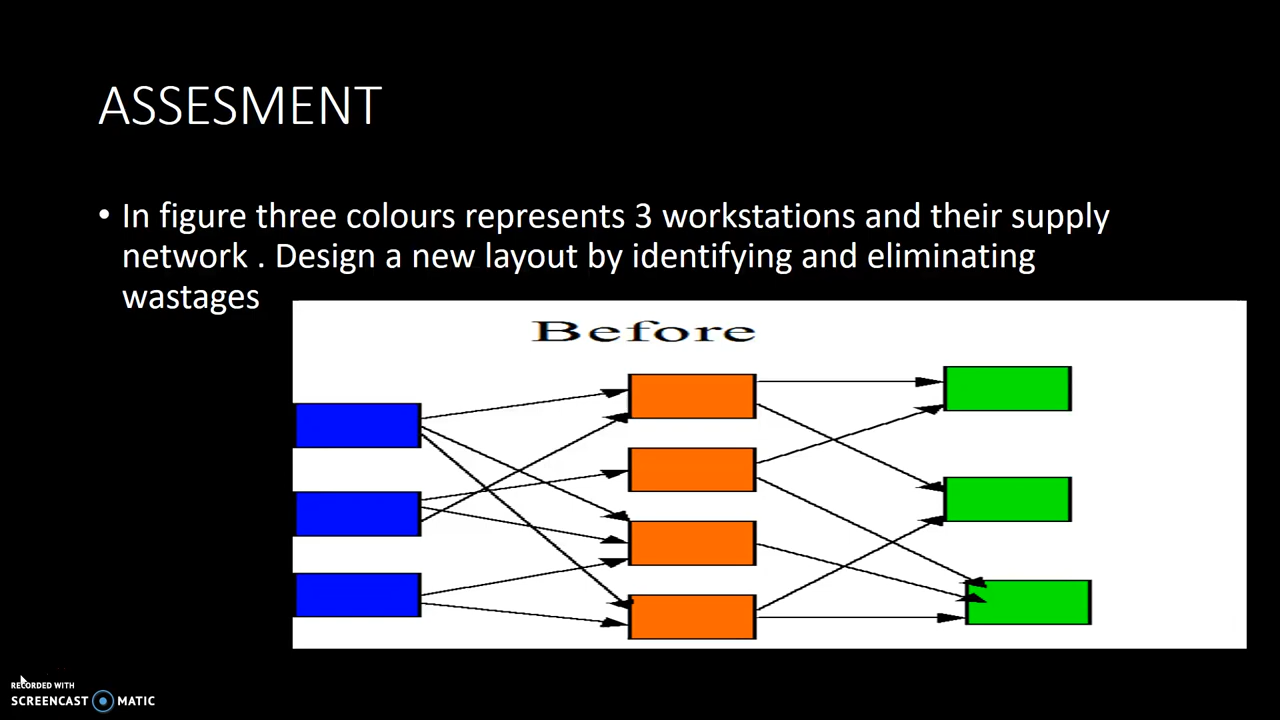 ASSESMENT
• In figure three colours represents 3 workstations and their supply
network . Design a new layout by identifying and eliminating
wastages
Before
RECORDED WITH
SCREENCAST MATIC